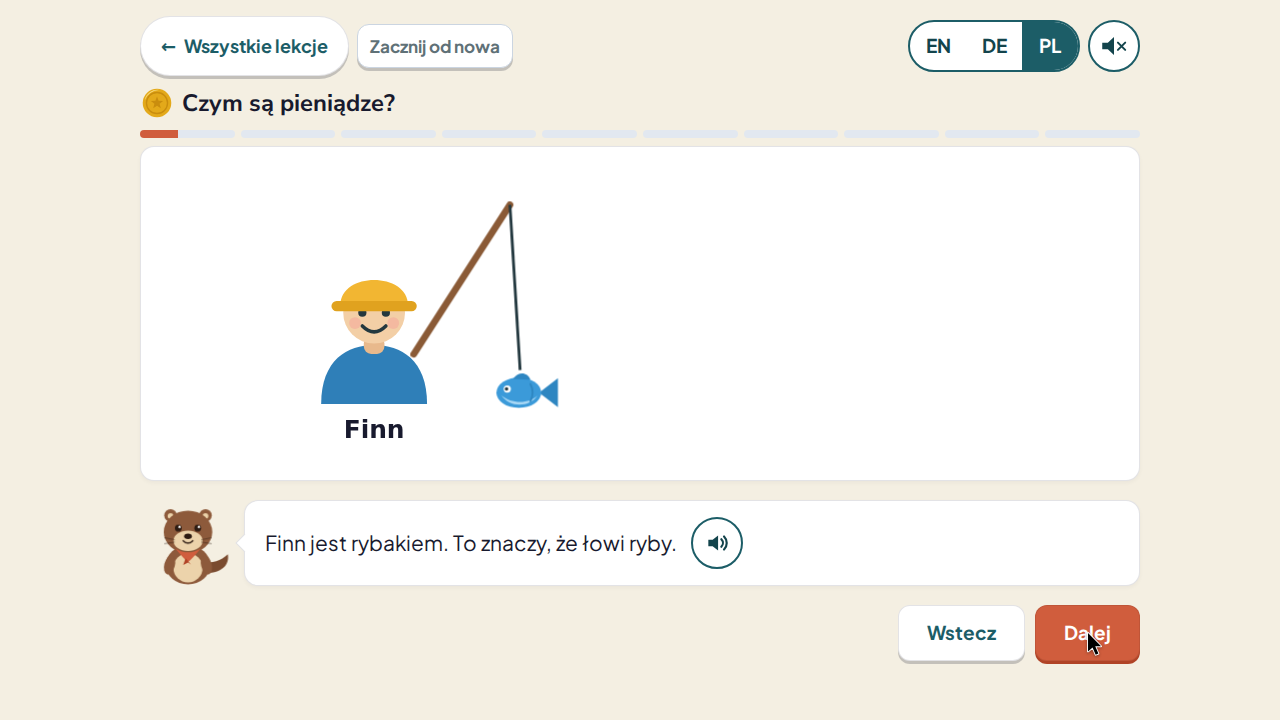 ← Wszystkie lekcje
Zacznij od nowa
EN DE PL
Czym są pieniądze?
Finn
Finn jest rybakiem. To znaczy, że łowi ryby.
Wstecz
Dalej